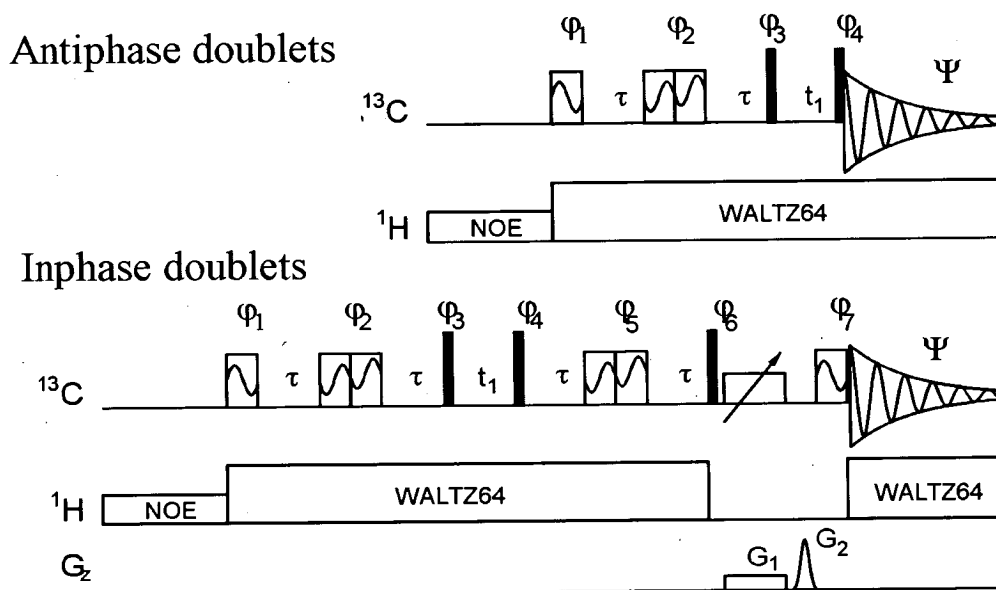 Antiphase doublets
φ1 φ2 φ3 φ4
13C τ τ t1 Ψ
1H NOE WALTZ64
Inphase doublets
φ1 φ2 φ3 φ4 φ5 φ6 φ7
13C τ τ t1 τ τ Ψ
1H NOE WALTZ64 WALTZ64
Gz G1 G2